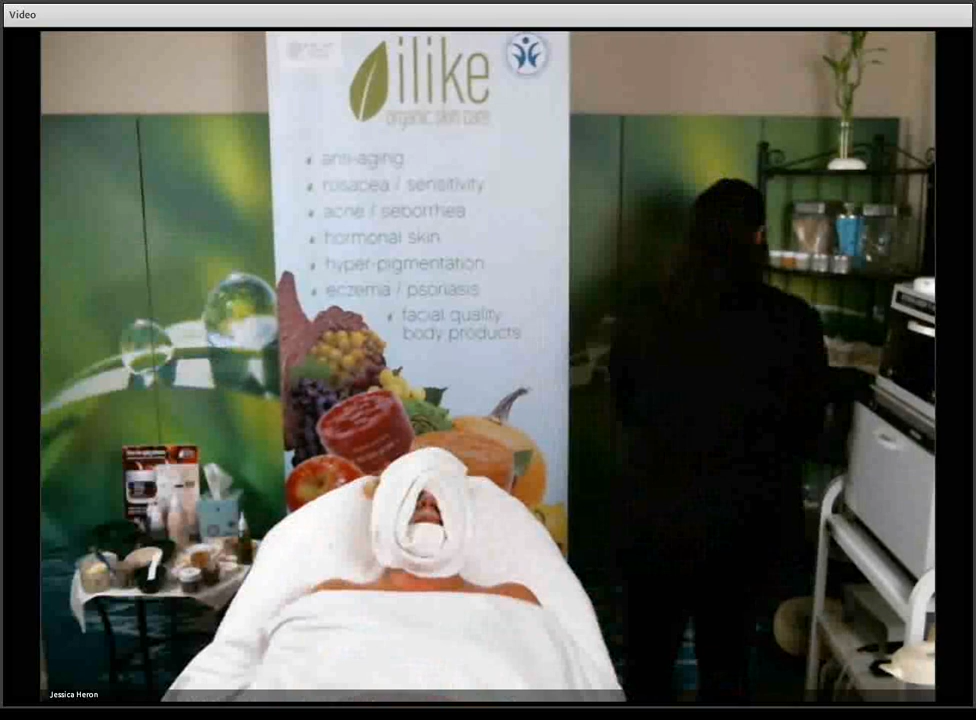 Video
ilike
organic skin care
anti-aging
rosacea / sensitivity
acne / seborrhea
hormonal skin
hyper-pigmentation
eczema / psoriasis
facial quality
body products
Jessica Heron